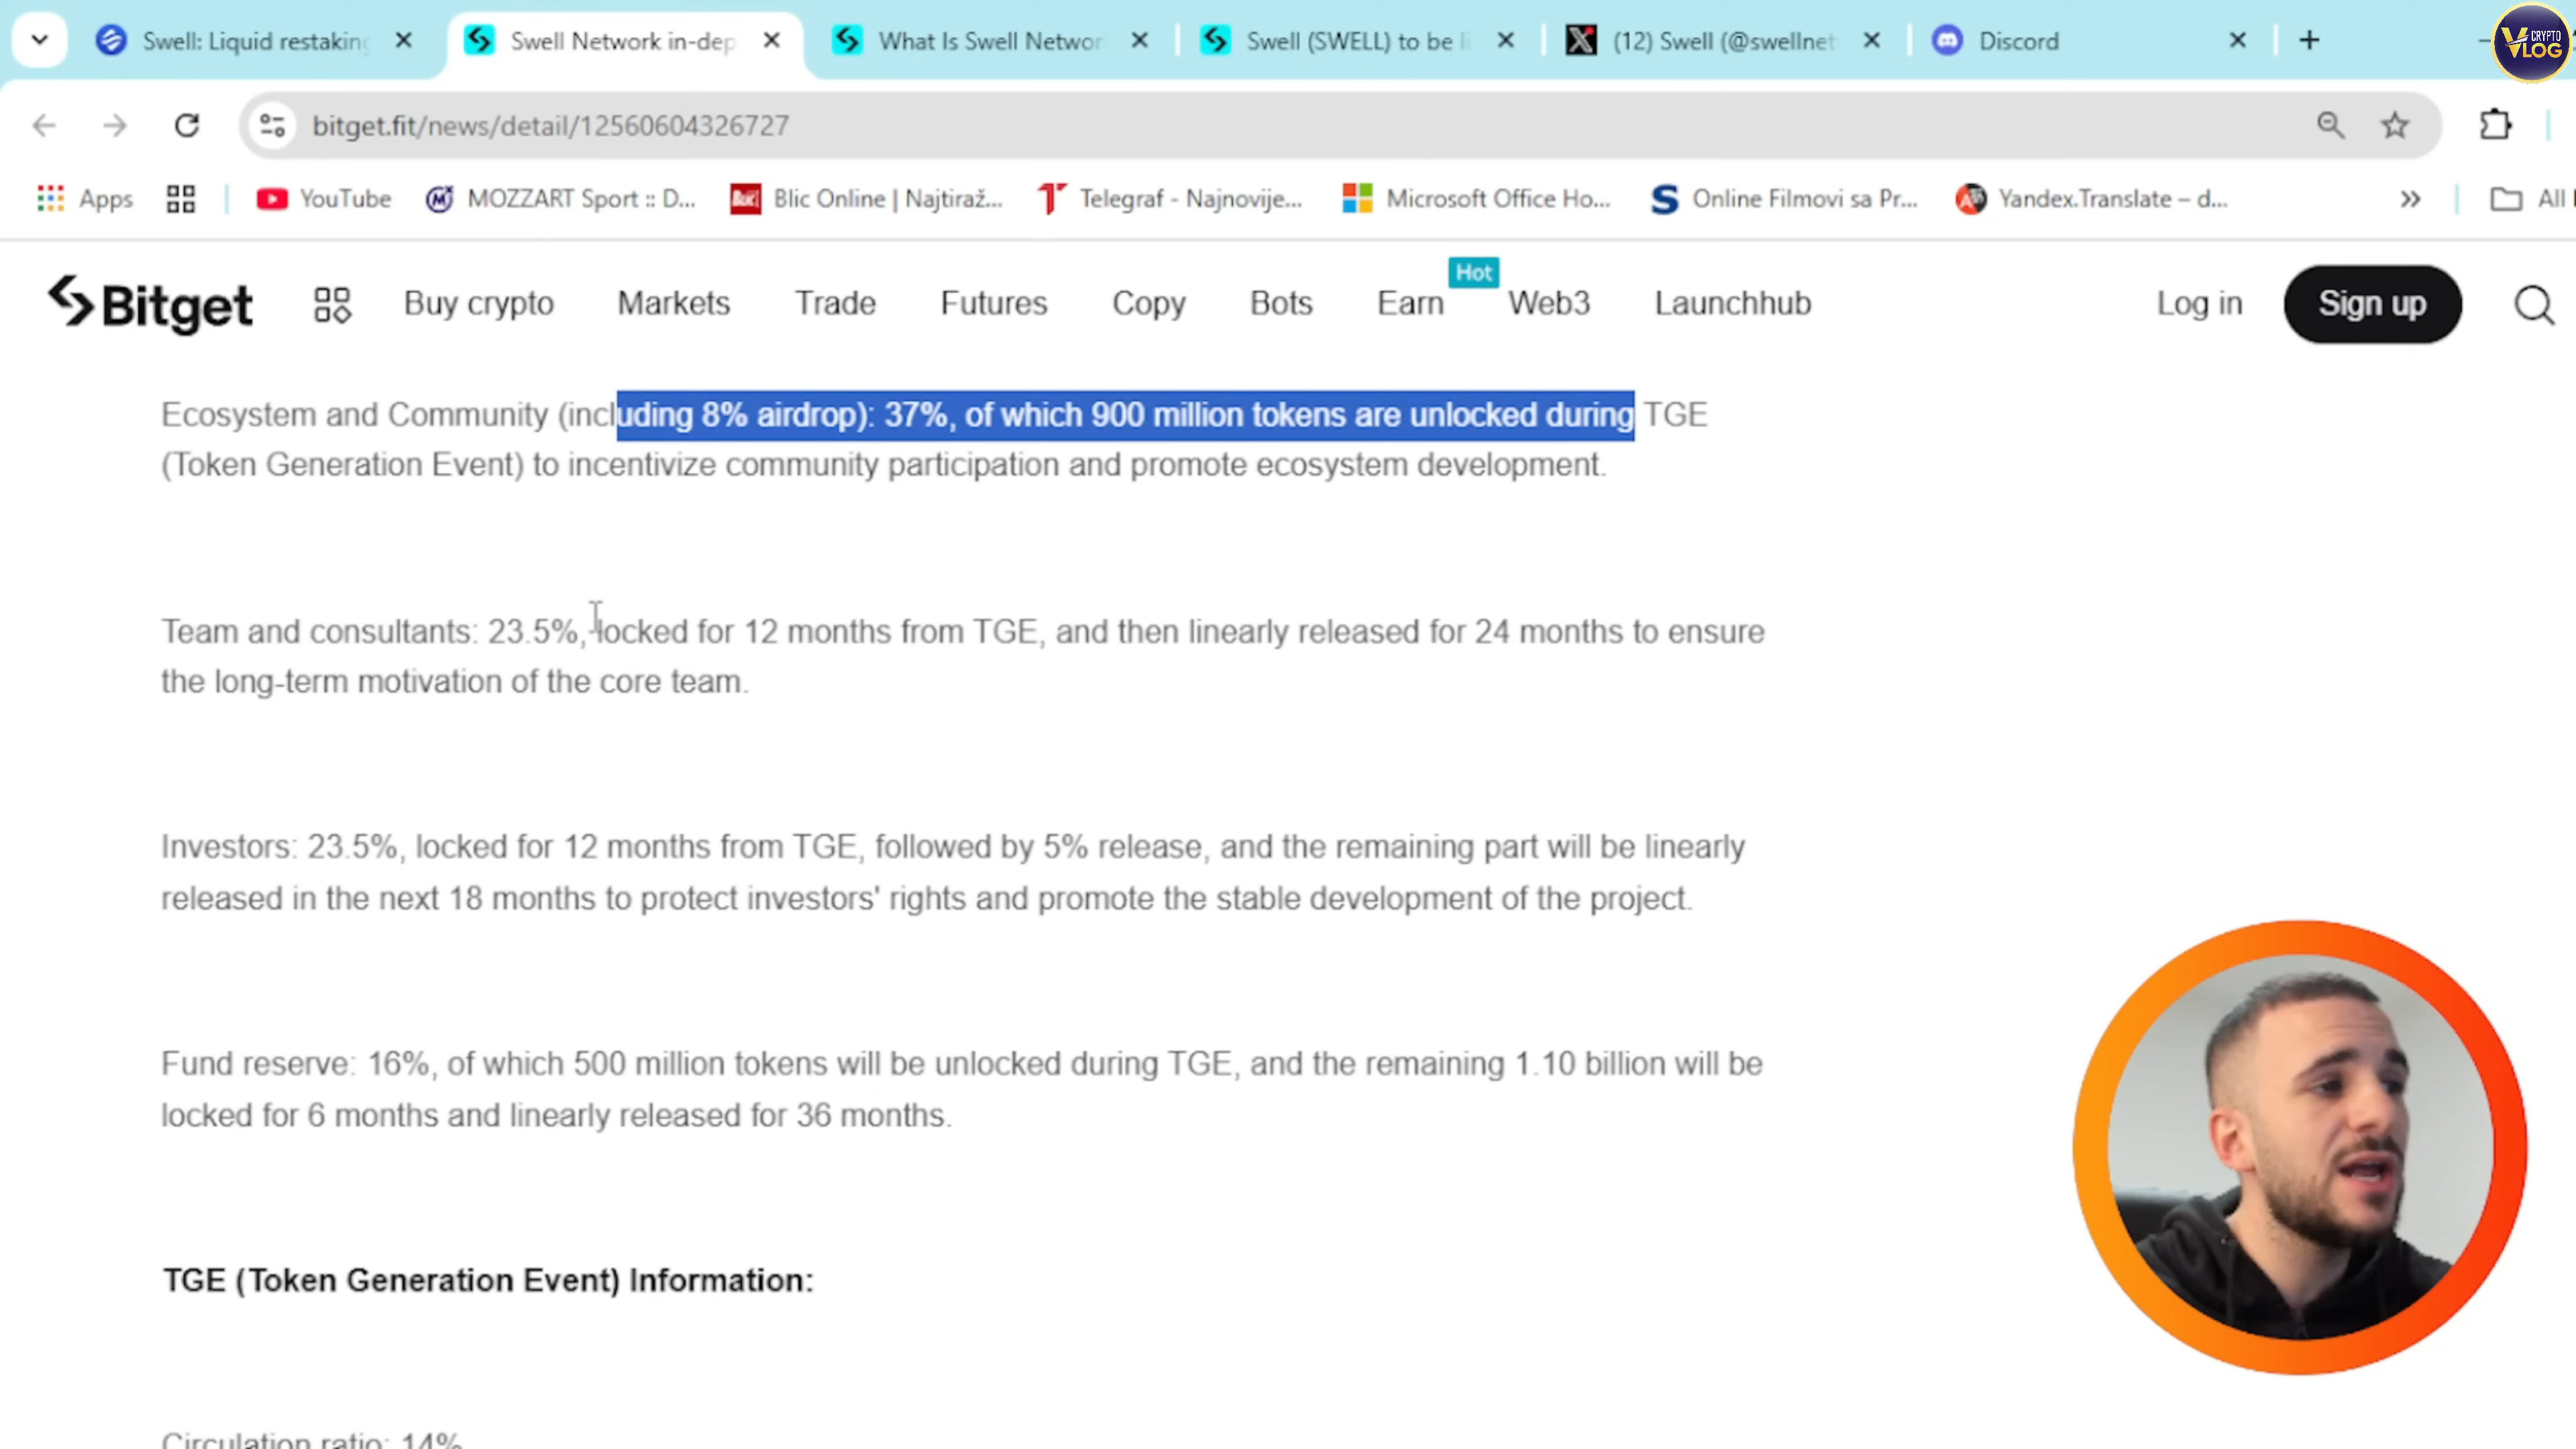 Swell: Liquid restaking
Swell Network in-dep
What Is Swell Networ
Swell (SWELL) to be li
(12) Swell (@swellnet
Discord
CRYPTO
VLOG
bitget.fit/news/detail/12560604326727
Apps
YouTube
MOZZART Sport :: D...
Blic Online | Najtiraž...
Telegraf - Najnovije...
Microsoft Office Ho...
Online Filmovi sa Pr...
Yandex.Translate – d...
All
Bitget
Buy crypto
Markets
Trade
Futures
Copy
Bots
Earn
Hot
Web3
Launchhub
Log in
Sign up
Ecosystem and Community (including 8% airdrop): 37%, of which 900 million tokens are unlocked during TGE
(Token Generation Event) to incentivize community participation and promote ecosystem development.
Team and consultants: 23.5%, locked for 12 months from TGE, and then linearly released for 24 months to ensure
the long-term motivation of the core team.
Investors: 23.5%, locked for 12 months from TGE, followed by 5% release, and the remaining part will be linearly
released in the next 18 months to protect investors' rights and promote the stable development of the project.
Fund reserve: 16%, of which 500 million tokens will be unlocked during TGE, and the remaining 1.10 billion will be
locked for 6 months and linearly released for 36 months.
TGE (Token Generation Event) Information:
Circulation ratio: 14%